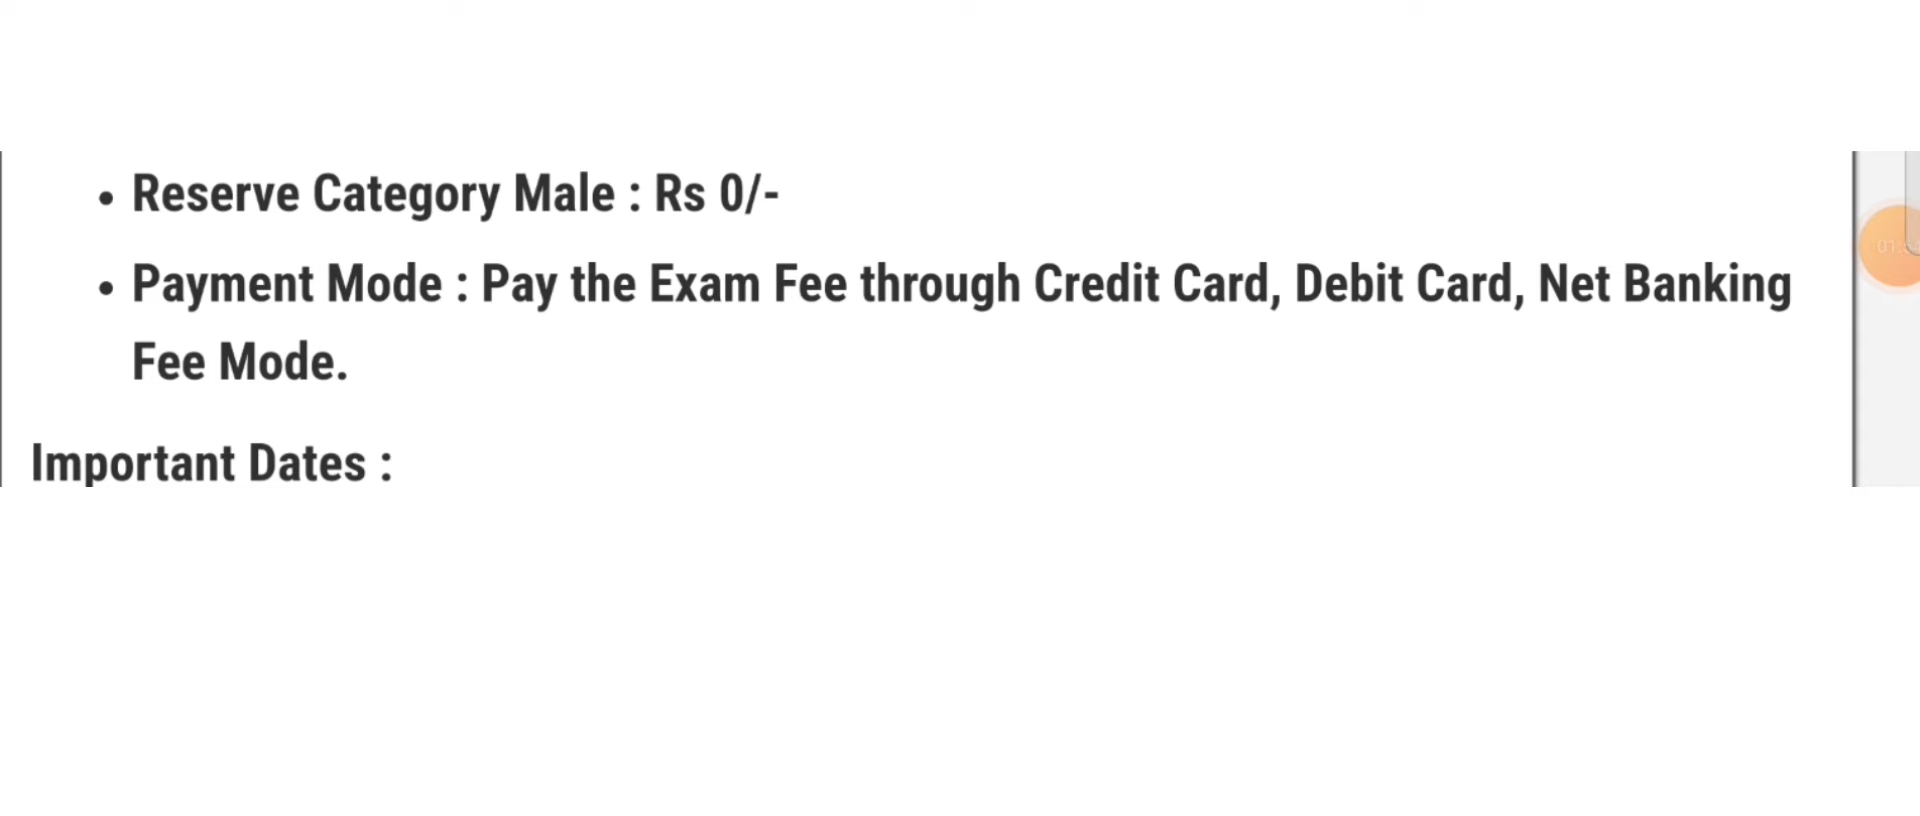 • Reserve Category Male : Rs 0/-
• Payment Mode : Pay the Exam Fee through Credit Card, Debit Card, Net Banking
Fee Mode.
Important Dates :